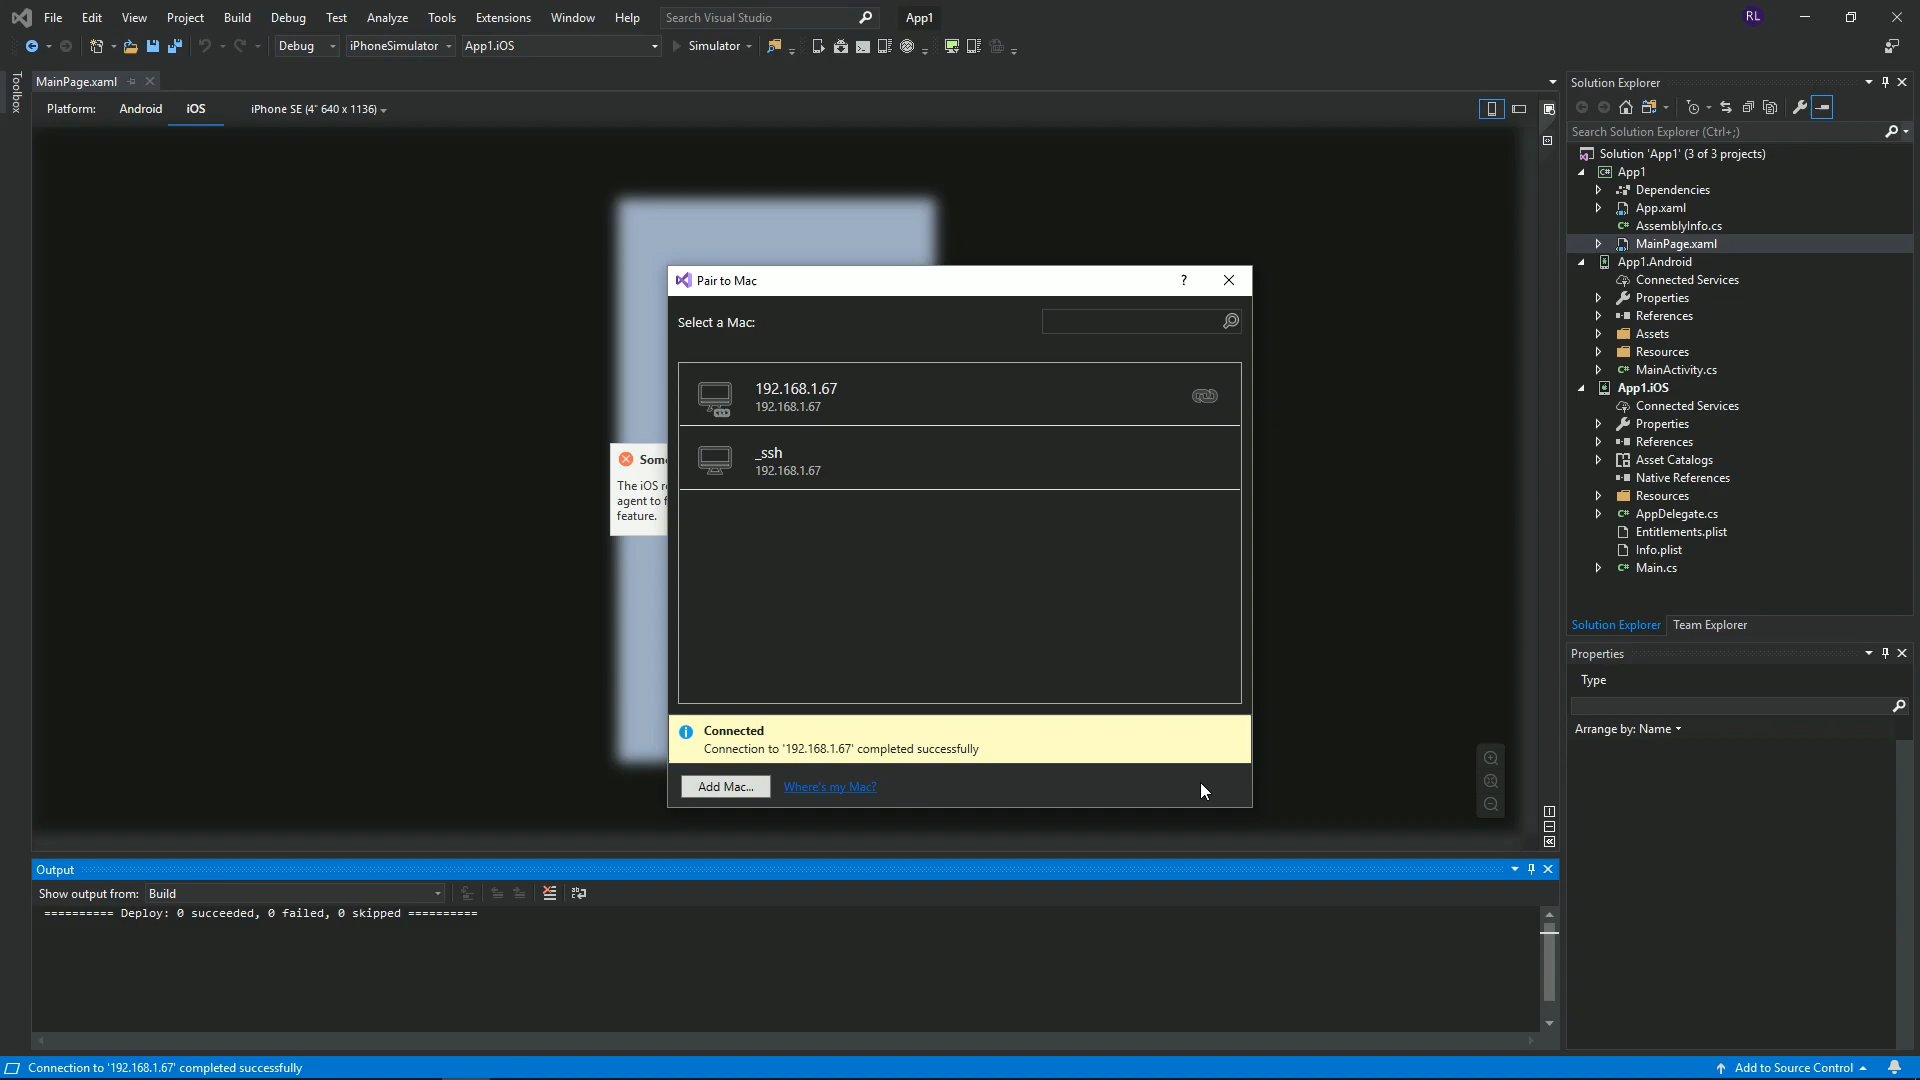 File Edit View Project Build Debug Test Analyze Tools Extensions Window Help Search Visual Studio App1 RL
Debug iPhoneSimulator App1.iOS Simulator
Toolbox
MainPage.xaml
Platform: Android iOS iPhone SE (4" 640 x 1136)
Some
The iOS
agent to
feature.
Pair to Mac ?
Select a Mac:
192.168.1.67
192.168.1.67
_ssh
192.168.1.67
Connected
Connection to '192.168.1.67' completed successfully
Add Mac... Where's my Mac?
Solution Explorer
Search Solution Explorer (Ctrl+;)
Solution 'App1' (3 of 3 projects)
C# App1
Dependencies
App.xaml
C# AssemblyInfo.cs
MainPage.xaml
App1.Android
Connected Services
Properties
References
Assets
Resources
C# MainActivity.cs
App1.iOS
Connected Services
Properties
References
Asset Catalogs
Native References
Resources
C# AppDelegate.cs
Entitlements.plist
Info.plist
C# Main.cs
Solution Explorer Team Explorer
Properties
Type
Arrange by: Name
Output
Show output from: Build
========== Deploy: 0 succeeded, 0 failed, 0 skipped ==========
Connection to '192.168.1.67' completed successfully
Add to Source Control